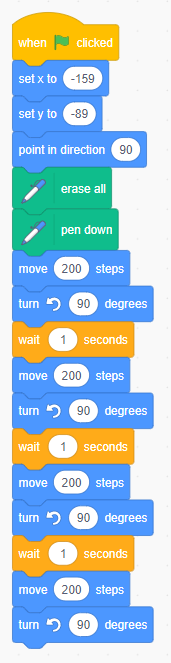 when clicked
set x to -159
set y to -89
point in direction 90
erase all
pen down
move 200 steps
turn 90 degrees
wait 1 seconds
move 200 steps
turn 90 degrees
wait 1 seconds
move 200 steps
turn 90 degrees
wait 1 seconds
move 200 steps
turn 90 degrees